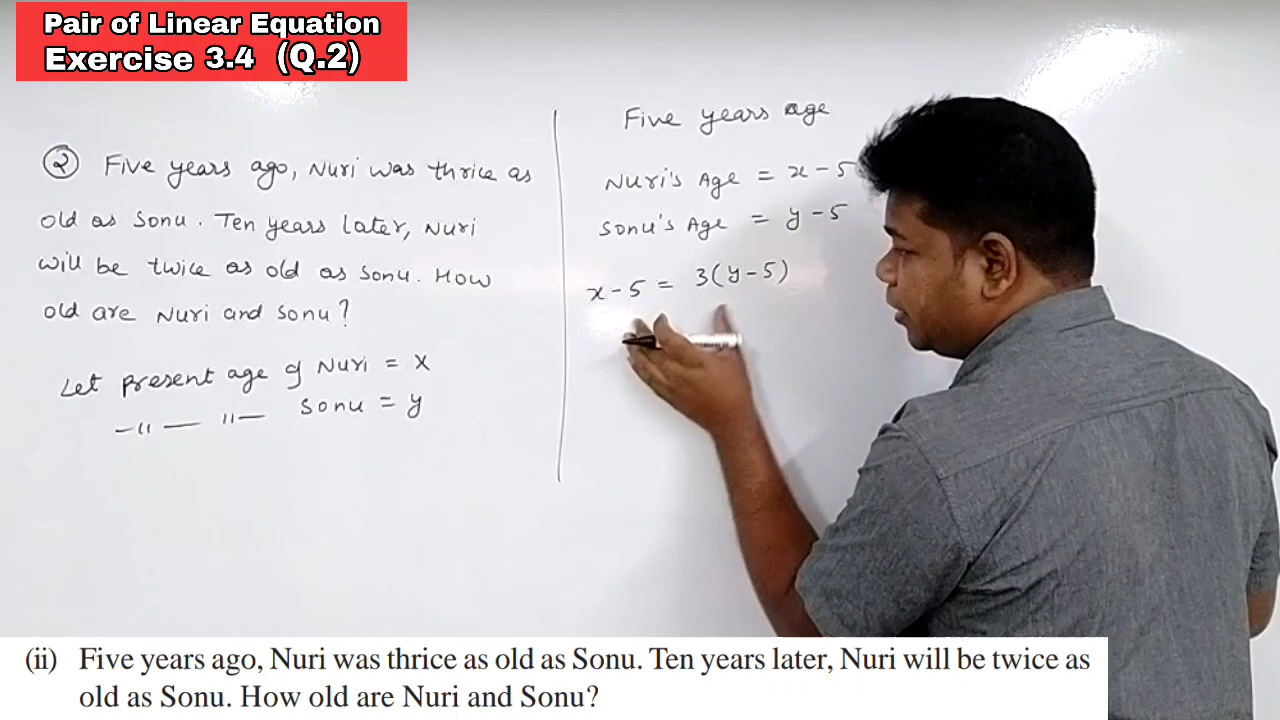 Pair of Linear Equation
Exercise 3.4 (Q.2)
② Five years ago, Nuri was thrice as
old as Sonu. Ten years later, Nuri
will be twice as old as Sonu. How
old are Nuri and Sonu?
Let present age of Nuri = x
-"- "- Sonu = y
Five years age
Nuri's Age = x-5
Sonu's Age = y-5
x-5 = 3(y-5)
(ii) Five years ago, Nuri was thrice as old as Sonu. Ten years later, Nuri will be twice as
old as Sonu. How old are Nuri and Sonu?